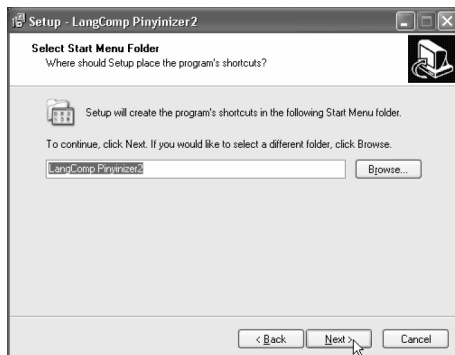 Setup - LangComp Pinyinizer2
Select Start Menu Folder
Where should Setup place the program's shortcuts?
Setup will create the program's shortcuts in the following Start Menu folder.
To continue, click Next. If you would like to select a different folder, click Browse.
LangComp Pinyinizer2
Browse...
< Back
Next >
Cancel